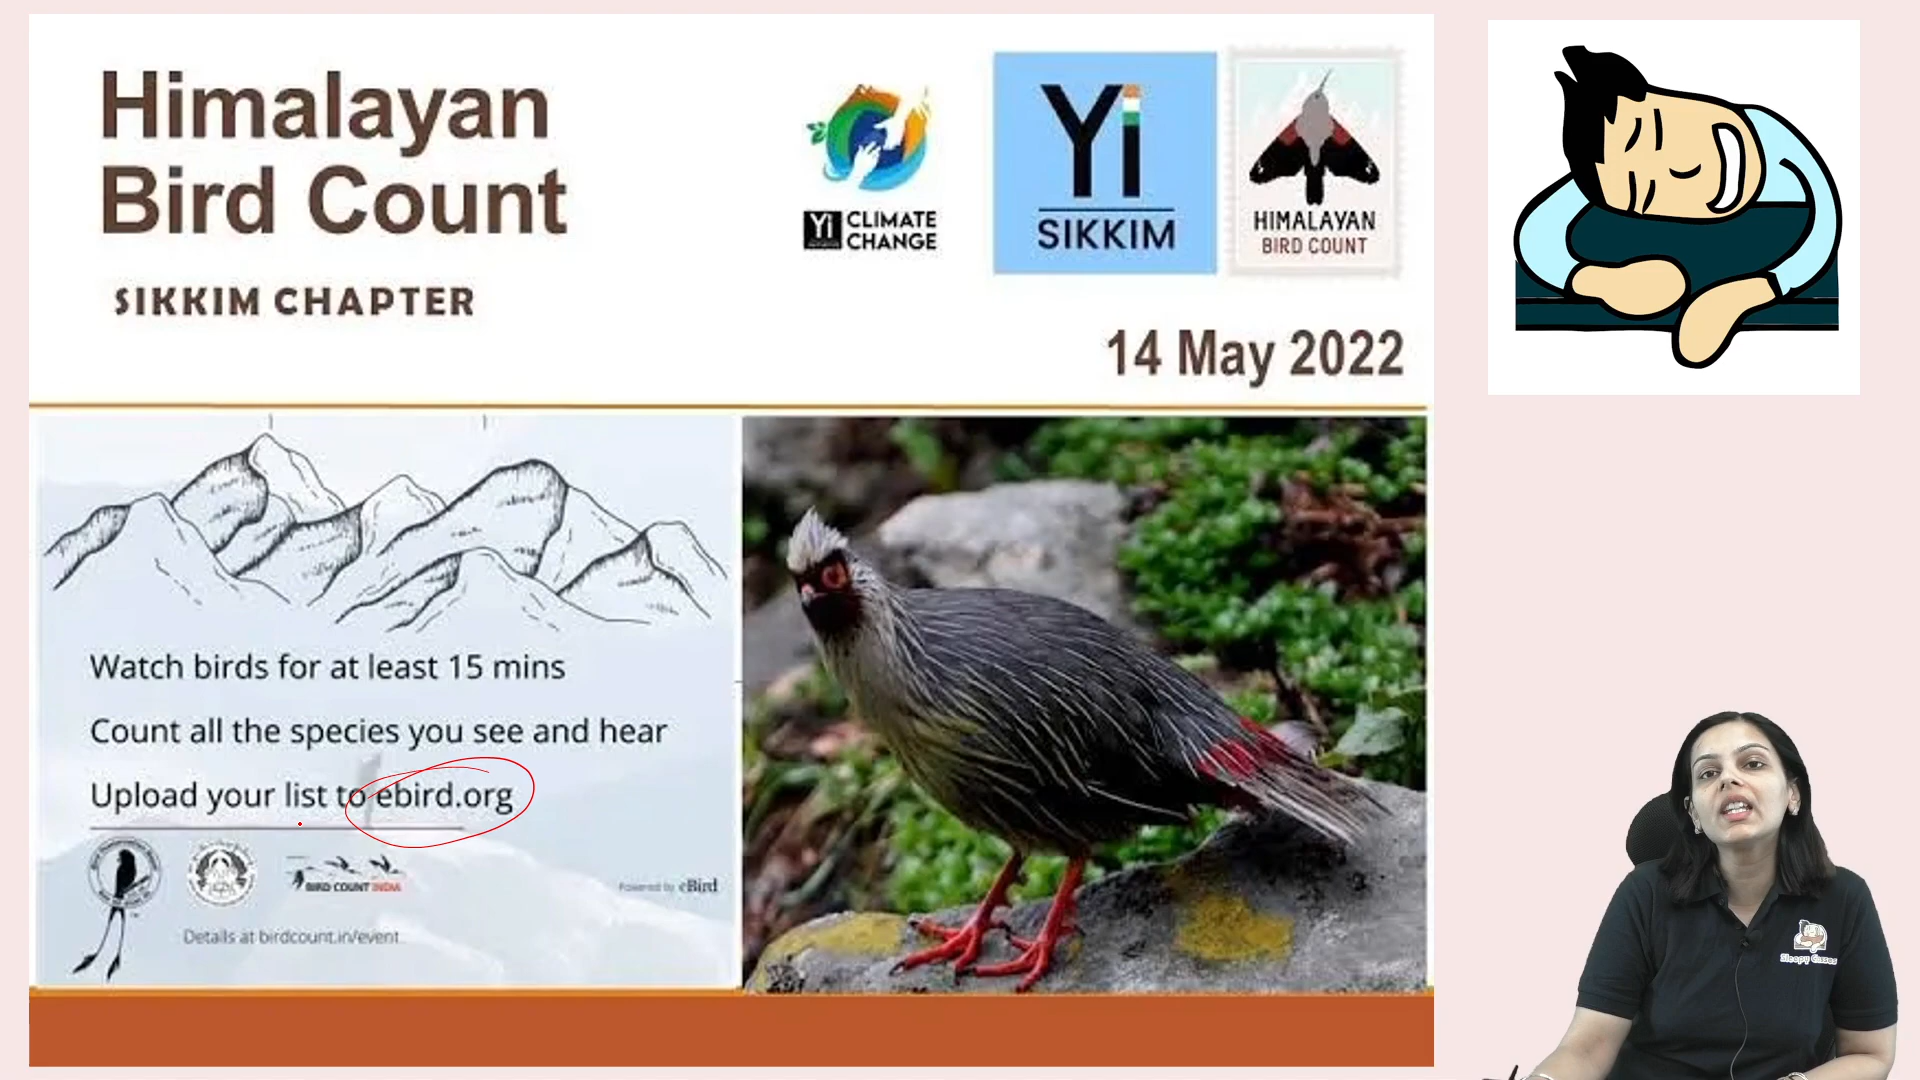 Himalayan
Bird Count
SIKKIM CHAPTER
Yi CLIMATE
CHANGE
Yi
SIKKIM
HIMALAYAN
BIRD COUNT
14 May 2022
Watch birds for at least 15 mins
Count all the species you see and hear
Upload your list to ebird.org
BIRD COUNT INDIA
Powered by eBird
Details at birdcount.in/event
Sleepy Classes